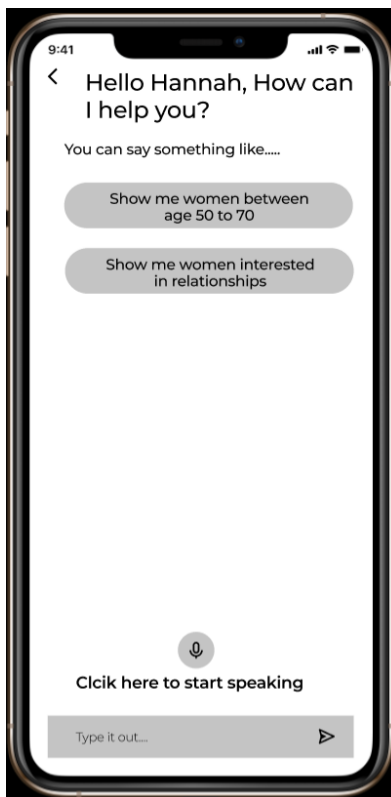 9:41
Hello Hannah, How can
I help you?
You can say something like.....
Show me women between
age 50 to 70
Show me women interested
in relationships
Clcik here to start speaking
Type it out....